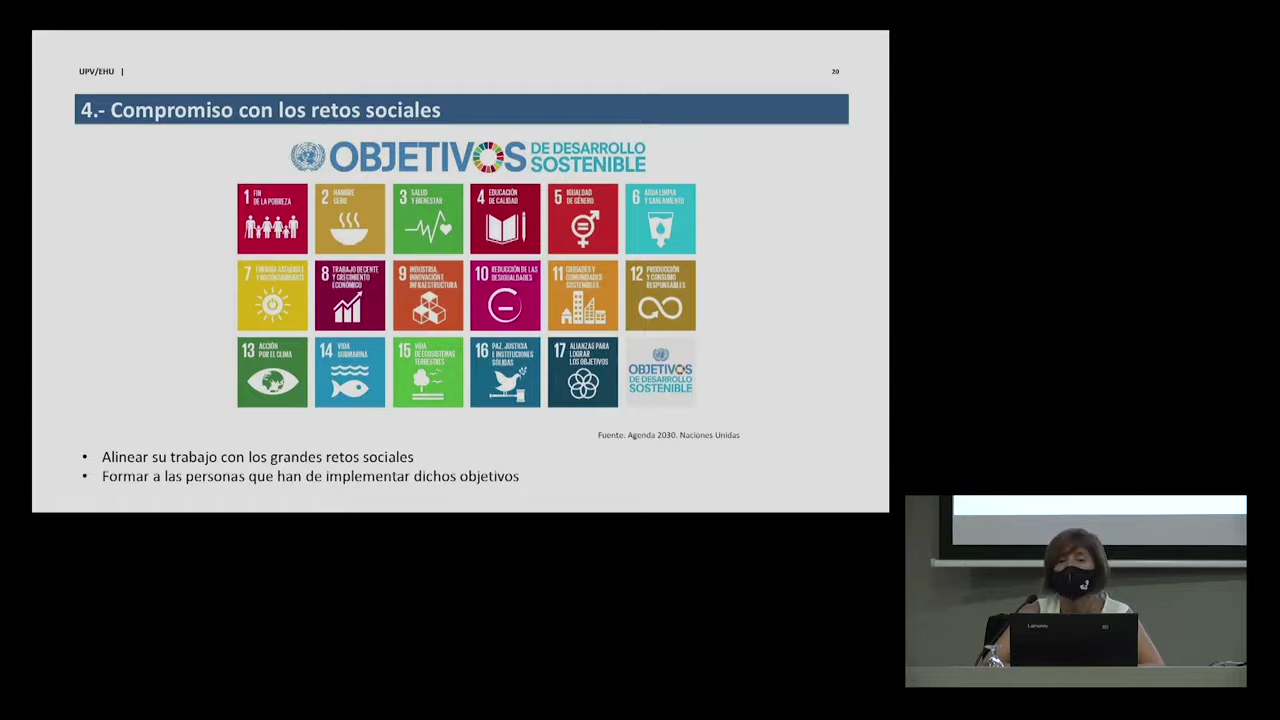 UPV/EHU |
20
4.- Compromiso con los retos sociales
OBJETIVOS
DE DESARROLLO
SOSTENIBLE
1 FIN
DE LA POBREZA
2 HAMBRE
CERO
3 SALUD
Y BIENESTAR
4 EDUCACIÓN
DE CALIDAD
5 IGUALDAD
DE GÉNERO
6 AGUA LIMPIA
Y SANEAMIENTO
7 ENERGÍA ASEQUIBLE
Y NO CONTAMINANTE
8 TRABAJO DECENTE
Y CRECIMIENTO
ECONÓMICO
9 INDUSTRIA,
INNOVACIÓN E
INFRAESTRUCTURA
10 REDUCCIÓN DE LAS
DESIGUALDADES
11 CIUDADES Y
COMUNIDADES
SOSTENIBLES
12 PRODUCCIÓN
Y CONSUMO
RESPONSABLES
13 ACCIÓN
POR EL CLIMA
14 VIDA
SUBMARINA
15 VIDA
DE ECOSISTEMAS
TERRESTRES
16 PAZ, JUSTICIA
E INSTITUCIONES
SÓLIDAS
17 ALIANZAS PARA
LOGRAR
LOS OBJETIVOS
OBJETIVOS
DE DESARROLLO
SOSTENIBLE
Fuente: Agenda 2030. Naciones Unidas
• Alinear su trabajo con los grandes retos sociales
• Formar a las personas que han de implementar dichos objetivos
Lenovo